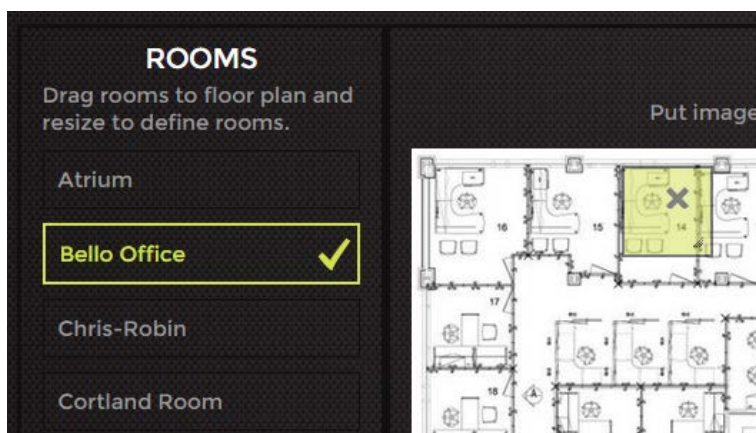 ROOMS
Drag rooms to floor plan and
resize to define rooms.
Put image
Atrium
Bello Office
Chris-Robin
Cortland Room
16
15
14
17
18
A